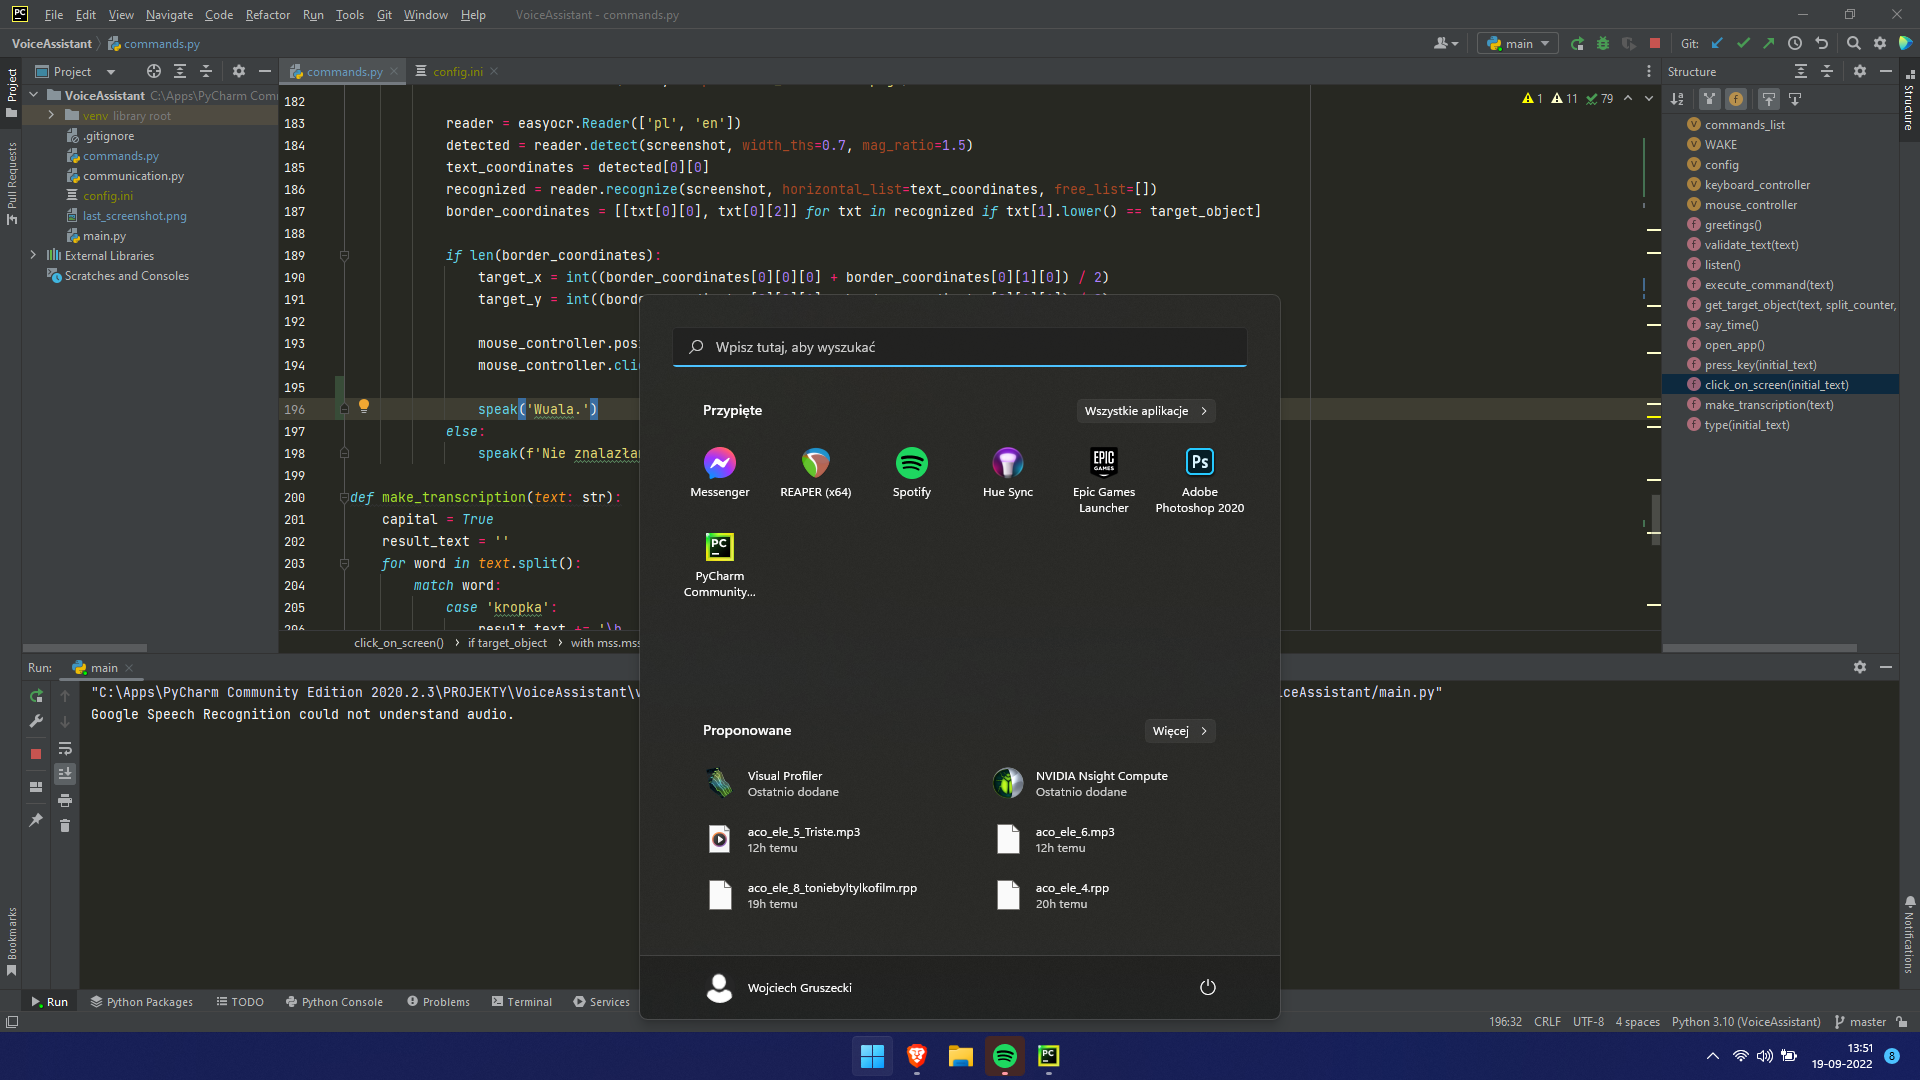 File Edit View Navigate Code Refactor Run Tools Git Window Help VoiceAssistant - commands.py
VoiceAssistant commands.py
main Git:
Project commands.py config.ini Structure
Project
Pull Requests
Bookmarks
Structure
Notifications
VoiceAssistant C:\Apps\PyCharm Com
venv library root
.gitignore
commands.py
communication.py
config.ini
last_screenshot.png
main.py
External Libraries
Scratches and Consoles
1 11 79
182
183 reader = easyocr.Reader(['pl', 'en'])
184 detected = reader.detect(screenshot, width_ths=0.7, mag_ratio=1.5)
185 text_coordinates = detected[0][0]
186 recognized = reader.recognize(screenshot, horizontal_list=text_coordinates, free_list=[])
187 border_coordinates = [[txt[0][0], txt[0][2]] for txt in recognized if txt[1].lower() == target_object]
188
189 if len(border_coordinates):
190 target_x = int((border_coordinates[0][0][0] + border_coordinates[0][1][0]) / 2)
191 target_y = int((borde
192
193 mouse_controller.posi
194 mouse_controller.clic
195
196 speak('Wuala.')
197 else:
198 speak(f'Nie znalazłam
199
200 def make_transcription(text: str):
201 capital = True
202 result_text = ''
203 for word in text.split():
204 match word:
205 case 'kropka':
206 result_text += '\b
click_on_screen() if target_object with mss.mss
commands_list
WAKE
config
keyboard_controller
mouse_controller
greetings()
validate_text(text)
listen()
execute_command(text)
get_target_object(text, split_counter,
say_time()
open_app()
press_key(initial_text)
click_on_screen(initial_text)
make_transcription(text)
type(initial_text)
Wpisz tutaj, aby wyszukać
Przypięte Wszystkie aplikacje
Messenger REAPER (x64) Spotify Hue Sync Epic Games Launcher Adobe Photoshop 2020
EPIC GAMES
Ps
PC
PyCharm
Community...
Proponowane Więcej
Visual Profiler
Ostatnio dodane
NVIDIA Nsight Compute
Ostatnio dodane
aco_ele_5_Triste.mp3
12h temu
aco_ele_6.mp3
12h temu
aco_ele_8_toniebyltylkofilm.rpp
19h temu
aco_ele_4.rpp
20h temu
Wojciech Gruszecki
Run: main
"C:\Apps\PyCharm Community Edition 2020.2.3\PROJEKTY\VoiceAssistant\v
iceAssistant/main.py"
Google Speech Recognition could not understand audio.
Run Python Packages TODO Python Console Problems Terminal Services
196:32 CRLF UTF-8 4 spaces Python 3.10 (VoiceAssistant) master
13:51
19-09-2022
8